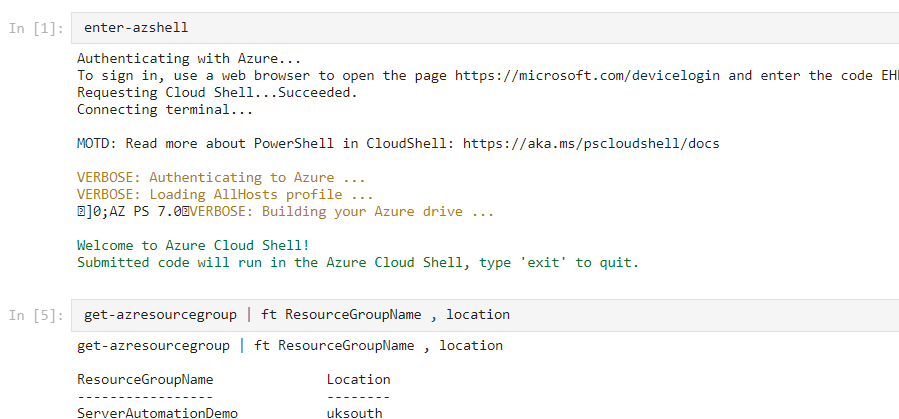 In [1]: enter-azshell
Authenticating with Azure...
To sign in, use a web browser to open the page https://microsoft.com/devicelogin and enter the code
Requesting Cloud Shell...Succeeded.
Connecting terminal...
MOTD: Read more about PowerShell in CloudShell: https://aka.ms/pscloudshell/docs
VERBOSE: Authenticating to Azure ...
VERBOSE: Loading AllHosts profile ...
]0;AZ PS 7.0VERBOSE: Building your Azure drive ...
Welcome to Azure Cloud Shell!
Submitted code will run in the Azure Cloud Shell, type 'exit' to quit.
In [5]: get-azresourcegroup | ft ResourceGroupName , location
get-azresourcegroup | ft ResourceGroupName , location
ResourceGroupName Location
----------------- --------
ServerAutomationDemo uksouth